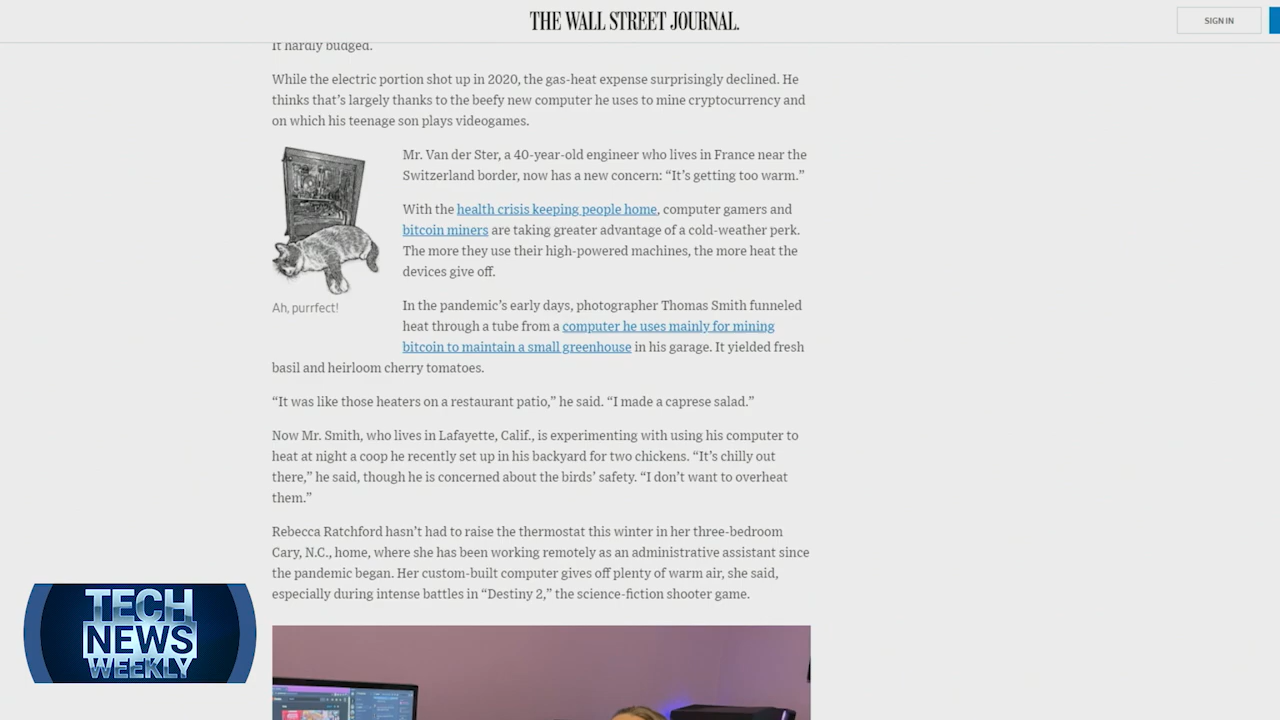 THE WALL STREET JOURNAL.
SIGN IN
It hardly budged.
While the electric portion shot up in 2020, the gas-heat expense surprisingly declined. He
thinks that’s largely thanks to the beefy new computer he uses to mine cryptocurrency and
on which his teenage son plays videogames.
Mr. Van der Ster, a 40-year-old engineer who lives in France near the
Switzerland border, now has a new concern: “It’s getting too warm.”
With the health crisis keeping people home, computer gamers and
bitcoin miners are taking greater advantage of a cold-weather perk.
The more they use their high-powered machines, the more heat the
devices give off.
Ah, purrfect!
In the pandemic’s early days, photographer Thomas Smith funneled
heat through a tube from a computer he uses mainly for mining
bitcoin to maintain a small greenhouse in his garage. It yielded fresh
basil and heirloom cherry tomatoes.
“It was like those heaters on a restaurant patio,” he said. “I made a caprese salad.”
Now Mr. Smith, who lives in Lafayette, Calif., is experimenting with using his computer to
heat at night a coop he recently set up in his backyard for two chickens. “It’s chilly out
there,” he said, though he is concerned about the birds’ safety. “I don’t want to overheat
them.”
Rebecca Ratchford hasn’t had to raise the thermostat this winter in her three-bedroom
Cary, N.C., home, where she has been working remotely as an administrative assistant since
the pandemic began. Her custom-built computer gives off plenty of warm air, she said,
especially during intense battles in “Destiny 2,” the science-fiction shooter game.
TECH
NEWS
WEEKLY